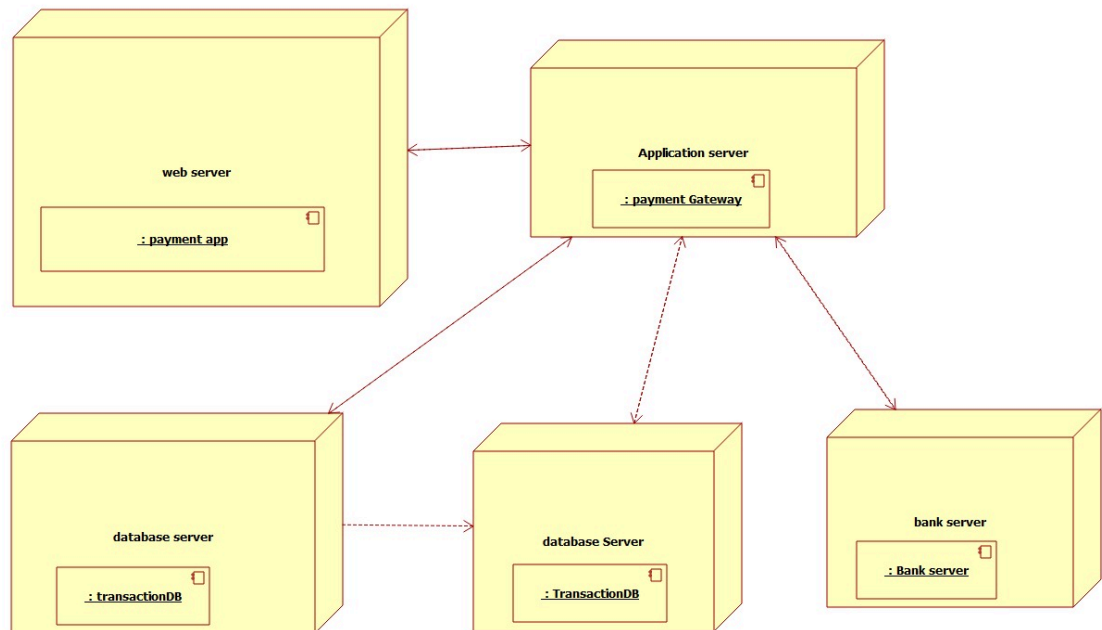 web server
: payment app
Application server
: payment Gateway
database server
: transactionDB
database Server
: TransactionDB
bank server
: Bank server